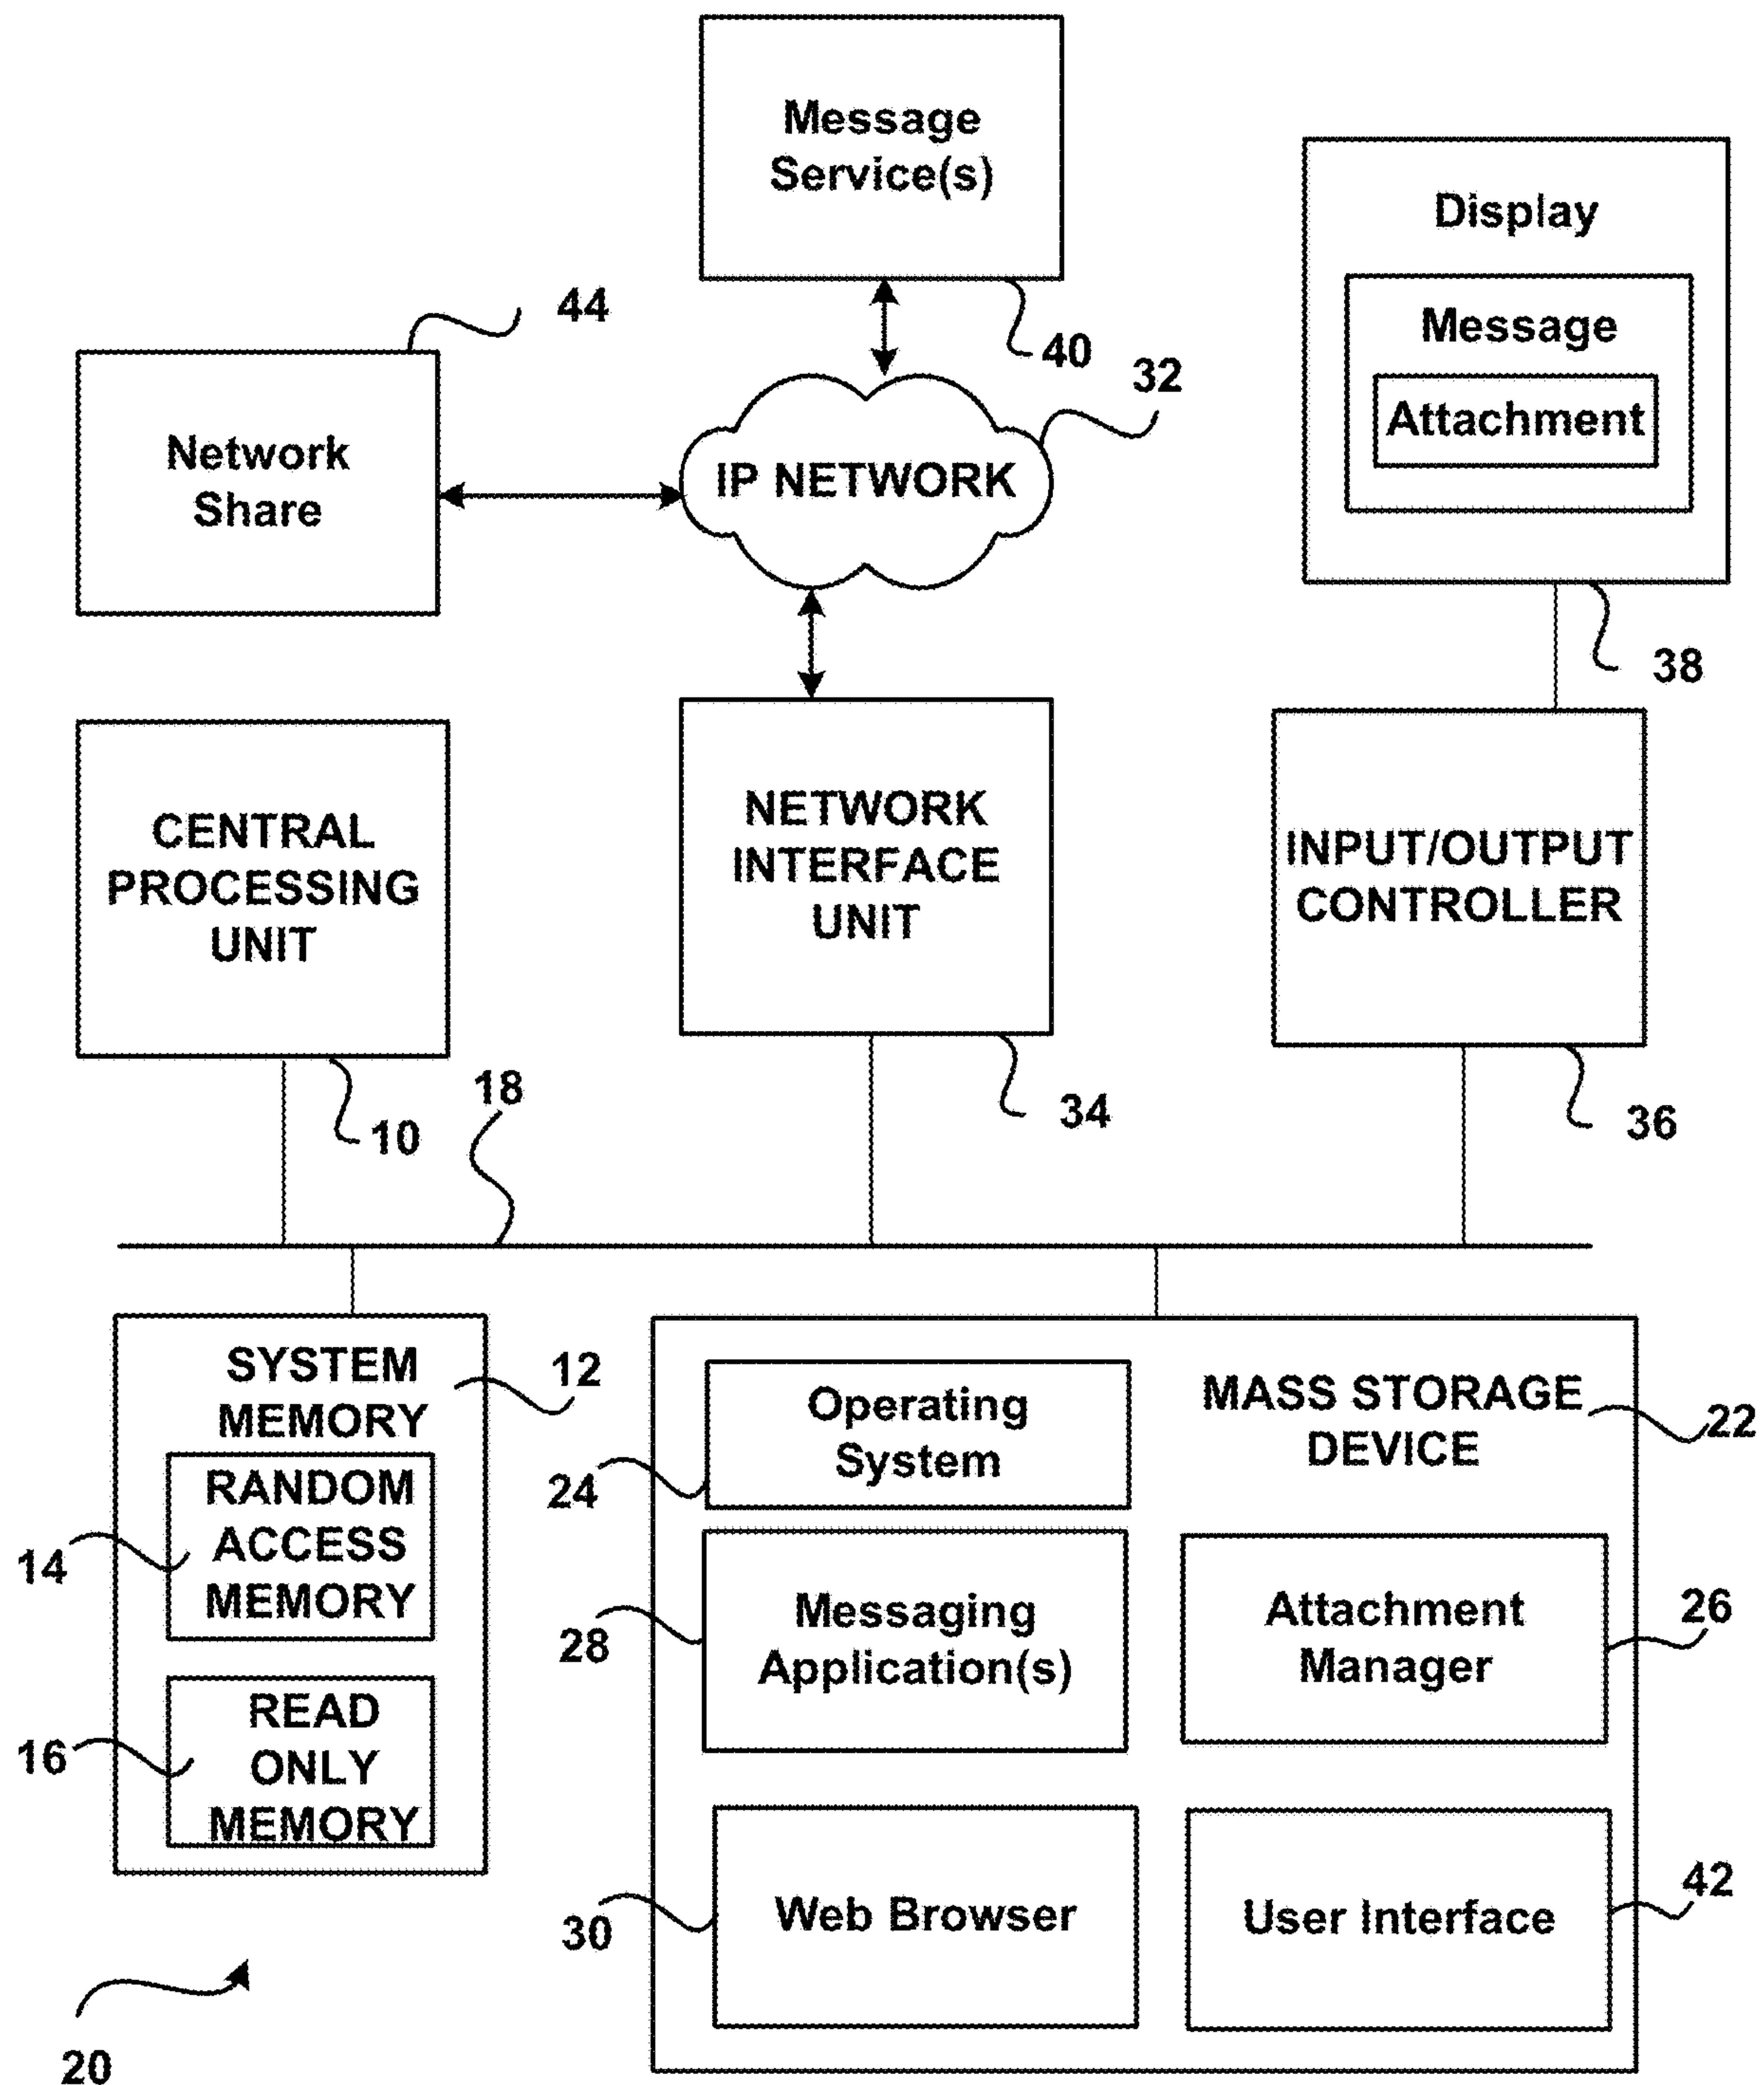 Message
Service(s)
40
Display
Message
Attachment
38
44
Network
Share
32
IP NETWORK
CENTRAL
PROCESSING
UNIT
10
NETWORK
INTERFACE
UNIT
34
INPUT/OUTPUT
CONTROLLER
36
18
SYSTEM
MEMORY
12
RANDOM
ACCESS
MEMORY
14
READ
ONLY
MEMORY
16
MASS STORAGE
DEVICE
22
Operating
System
24
Messaging
Application(s)
28
Attachment
Manager
26
Web Browser
30
User Interface
42
20